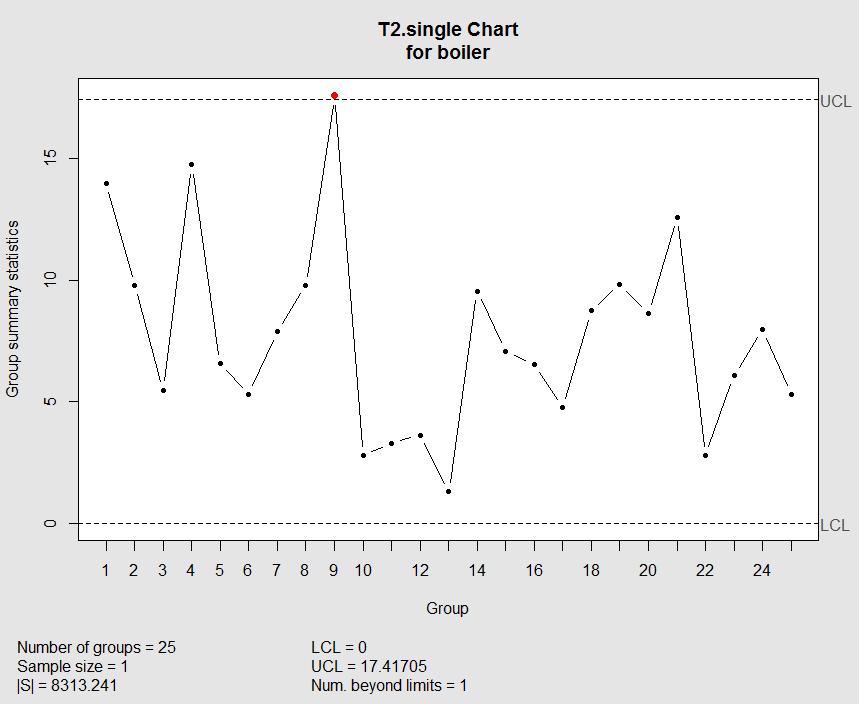 T2.single Chart
for boiler
UCL
15
10
5
0
Group summary statistics
LCL
1 2 3 4 5 6 7 8 9 10 12 14 16 18 20 22 24
Group
Number of groups = 25
Sample size = 1
|S| = 8313.241
LCL = 0
UCL = 17.41705
Num. beyond limits = 1